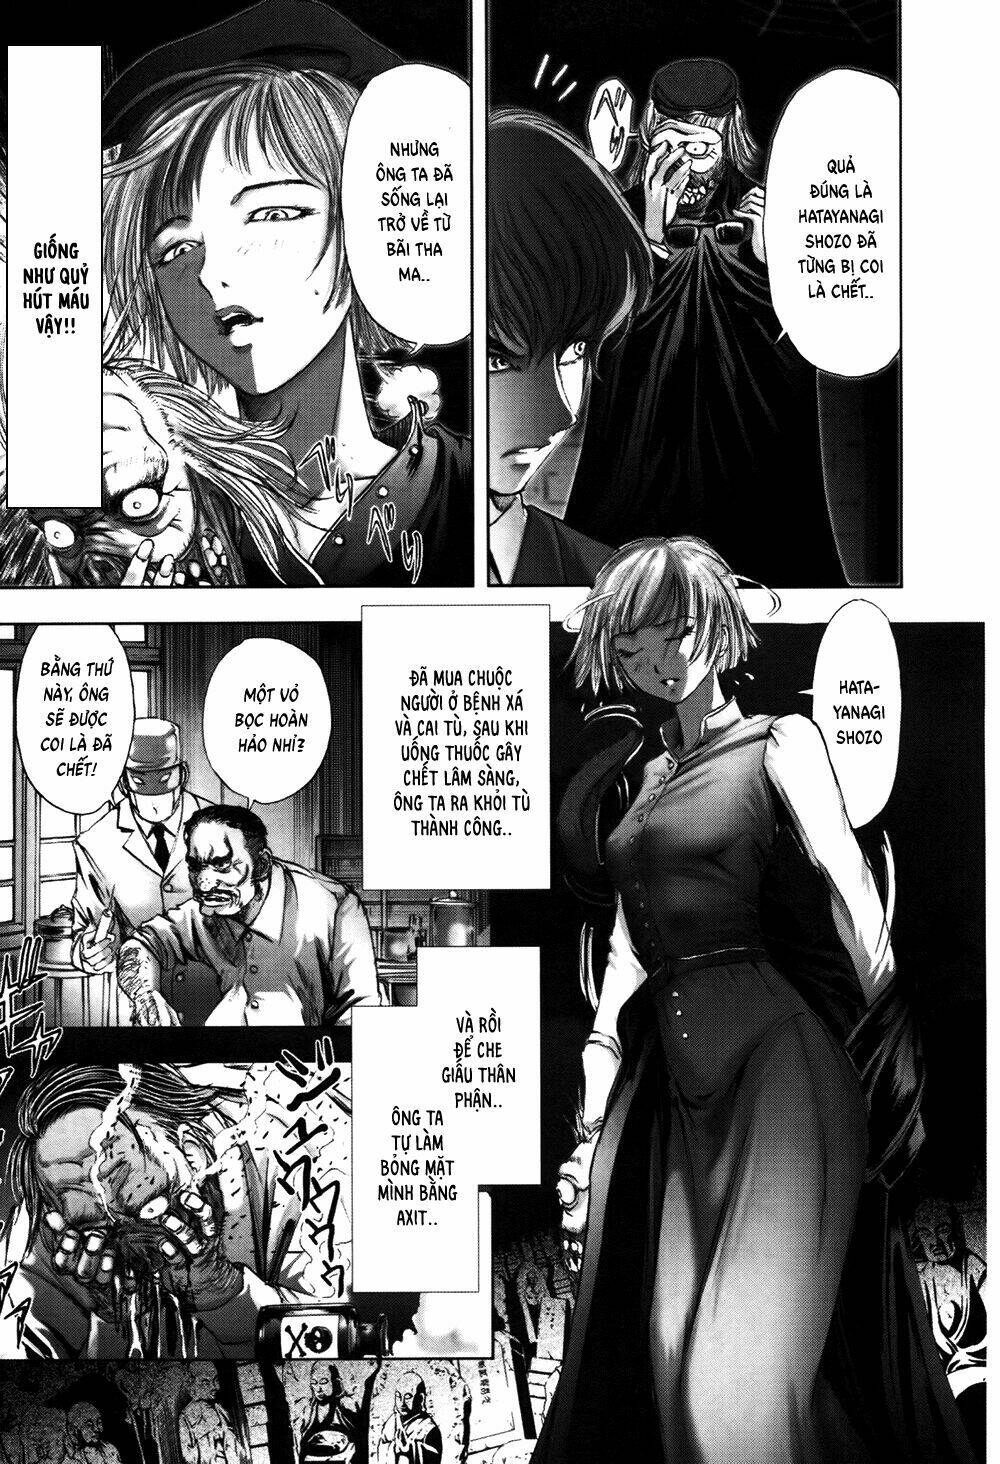 QUẢ
ĐÚNG LÀ
HATAYANAGI
SHOZO ĐÃ
TỪNG BỊ COI
LÀ CHẾT..
NHƯNG
ÔNG TA ĐÃ
SỐNG LẠI
TRỞ VỀ TỪ
BÃI THA
MA..
GIỐNG
NHƯ QUỶ
HÚT MÁU
VẬY!!
HATA-
YANAGI
SHOZO
ĐÃ MUA CHUỘC
NGƯỜI Ở BỆNH XÁ
VÀ CAI TÙ, SAU KHI
UỐNG THUỐC GÂY
CHẾT LÂM SÀNG,
ÔNG TA RA KHỎI TÙ
THÀNH CÔNG..
MỘT VỎ
BỌC HOÀN
HẢO NHỈ?
BẰNG THỨ
NÀY, ÔNG
SẼ ĐƯỢC
COI LÀ ĐÃ
CHẾT!
VÀ RỒI
ĐỂ CHE
GIẤU THÂN
PHẬN..
ÔNG TA
TỰ LÀM
BỎNG MẶT
MÌNH BẰNG
AXIT..